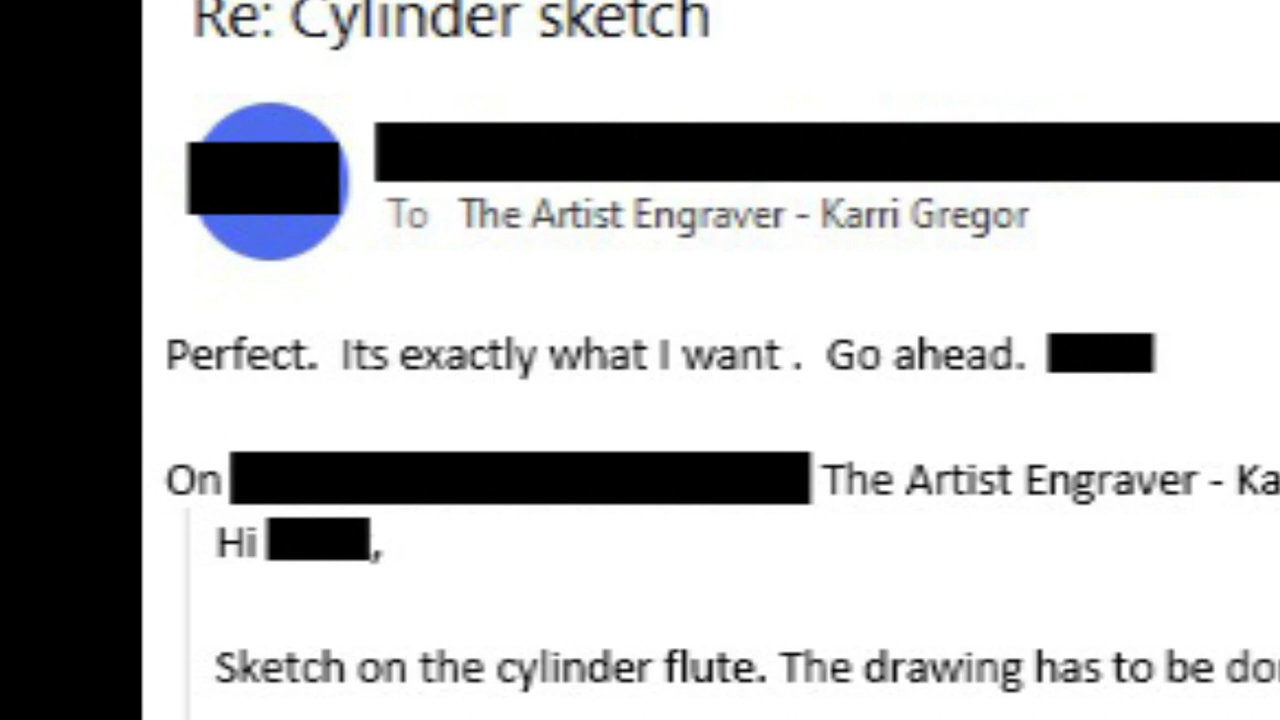 Re: Cylinder sketch
To The Artist Engraver - Karri Gregor
Perfect. Its exactly what I want . Go ahead.
On The Artist Engraver - Ka
Hi ,
Sketch on the cylinder flute. The drawing has to be